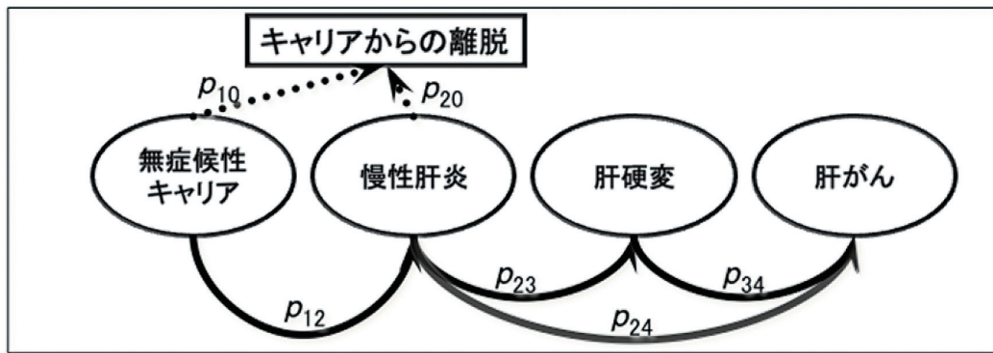 キャリアからの離脱
p10
p20
無症候性
キャリア
慢性肝炎
肝硬変
肝がん
p12
p23
p34
p24